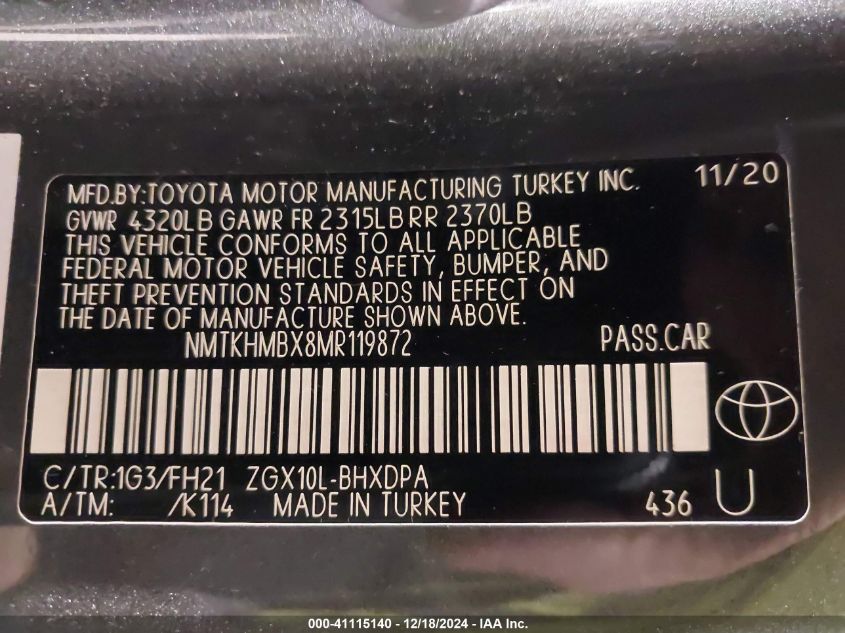 MFD.BY:TOYOTA MOTOR MANUFACTURING TURKEY INC. 11/20
GVWR 4320LB GAWR FR 2315LB RR 2370LB
THIS VEHICLE CONFORMS TO ALL APPLICABLE
FEDERAL MOTOR VEHICLE SAFETY, BUMPER, AND
THEFT PREVENTION STANDARDS IN EFFECT ON
THE DATE OF MANUFACTURE SHOWN ABOVE.
NMTKHMBX8MR119872 PASS.CAR
C/TR:1G3/FH21 ZGX10L-BHXDPA
A/TM: /K114 MADE IN TURKEY 436 U
000-41115140 - 12/18/2024 - IAA Inc.